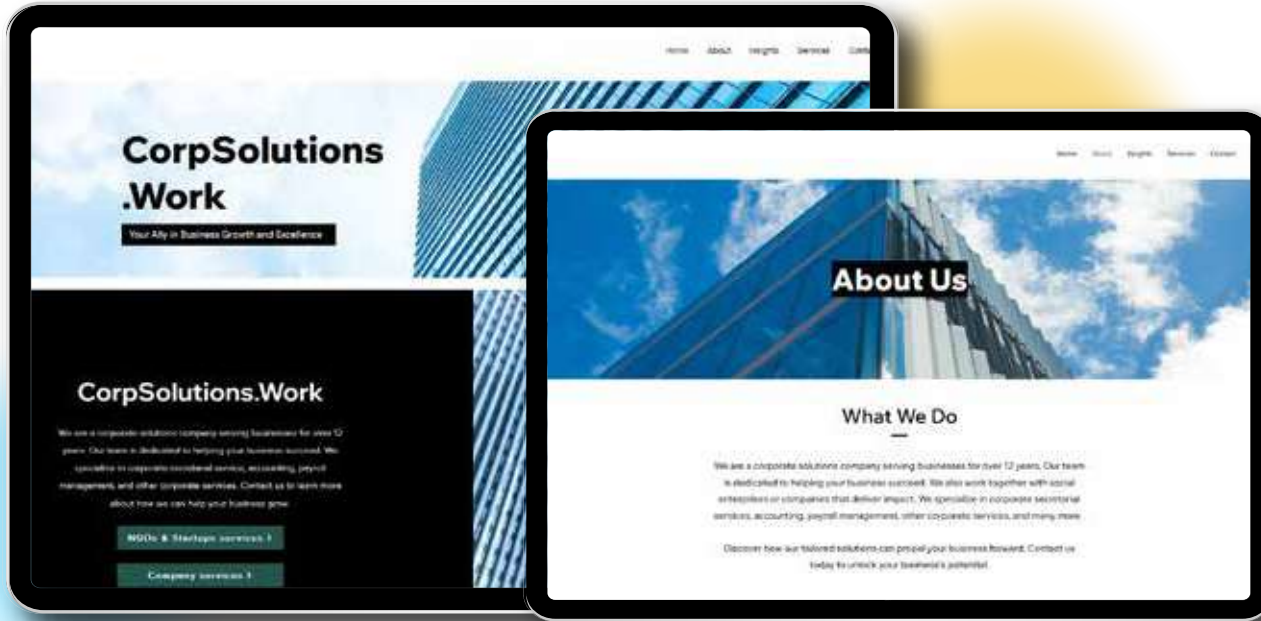 Home About Insights Services
CorpSolutions
.Work
Your Ally in Business Growth and Excellence
CorpSolutions.Work
We are a corporate solutions company serving businesses for over 12
years. Our team is dedicated to helping your business succeed. We
specialize in corporate secretarial service, accounting, payroll
management, and other corporate services. Contact us to learn more
about how we can help your business grow.
NGOs & Startups services >
Company services >
Home About Insights Services Contact
About Us
What We Do
We are a corporate solutions company serving businesses for over 12 years. Our team
is dedicated to helping your business succeed. We also work together with social
enterprises or companies that deliver impact. We specialize in corporate secretarial
services, accounting, payroll management, other corporate services, and many more.
Discover how our tailored solutions can propel your business forward. Contact us
today to unlock your business's potential.